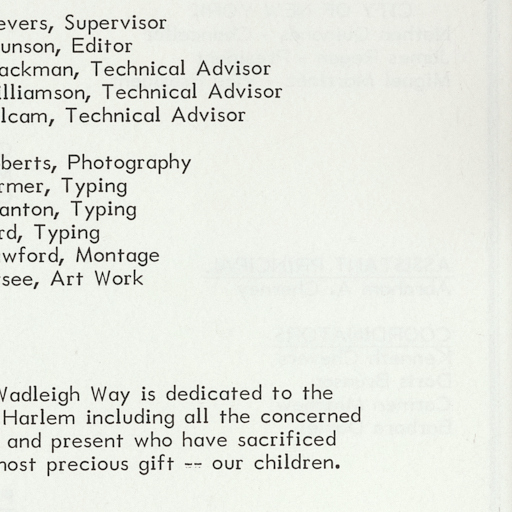 evers, Supervisor
unson, Editor
ackman, Technical Advisor
illiamson, Technical Advisor
lcam, Technical Advisor
berts, Photography
rmer, Typing
anton, Typing
rd, Typing
wford, Montage
see, Art Work
Wadleigh Way is dedicated to the
Harlem including all the concerned
and present who have sacrificed
most precious gift -- our children.